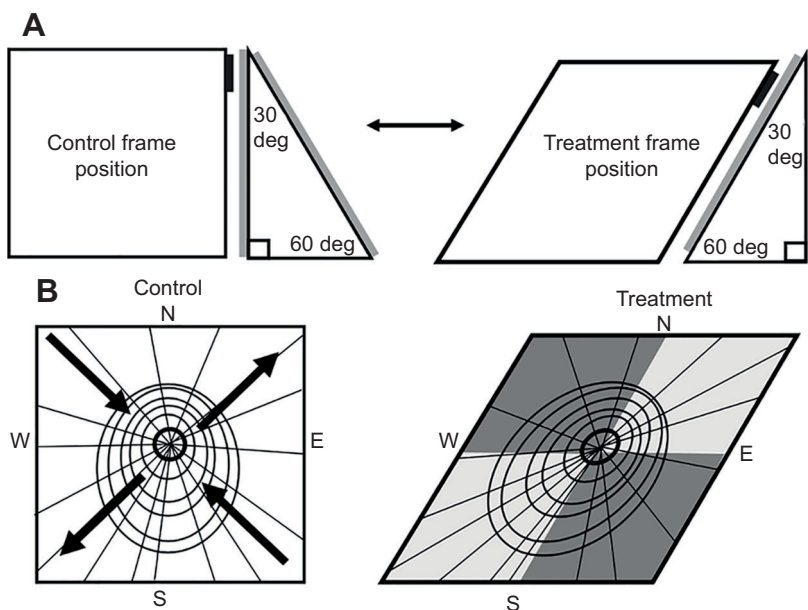 A
Control frame
position
30
deg
60 deg
Treatment frame
position
30
deg
60 deg
B
Control
N
W
E
S
Treatment
N
W
E
S